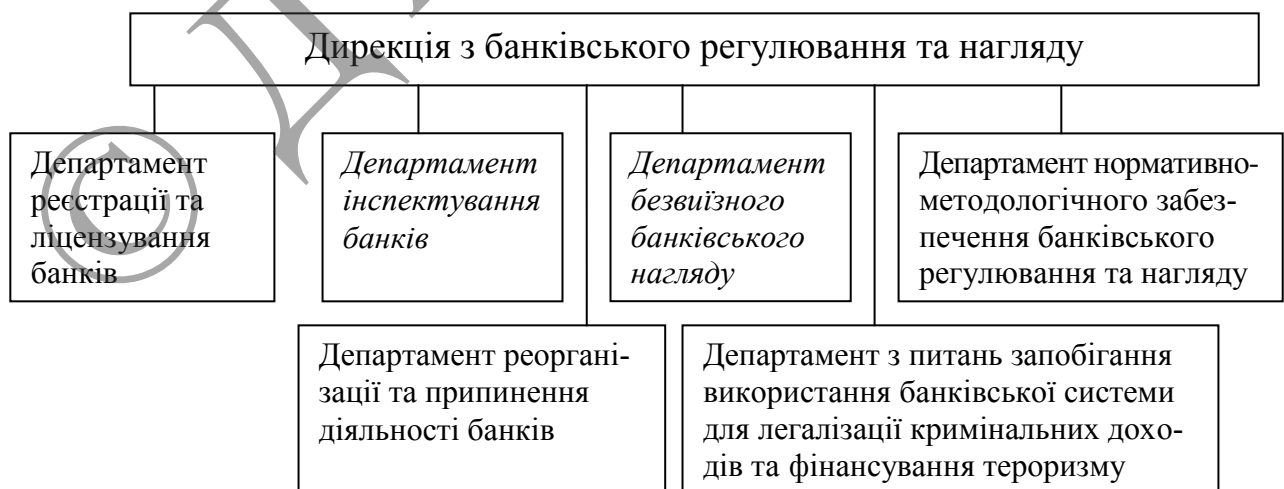 Дирекція з банківського регулювання та нагляду
Департамент
реєстрації та
ліцензування
банків
Департамент
інспектування
банків
Департамент
безвиїзного
банківського
нагляду
Департамент нормативно-
методологічного забез-
печення банківського
регулювання та нагляду
Департамент реоргані-
зації та припинення
діяльності банків
Департамент з питань запобігання
використання банківської системи
для легалізації кримінальних дохо-
дів та фінансування тероризму